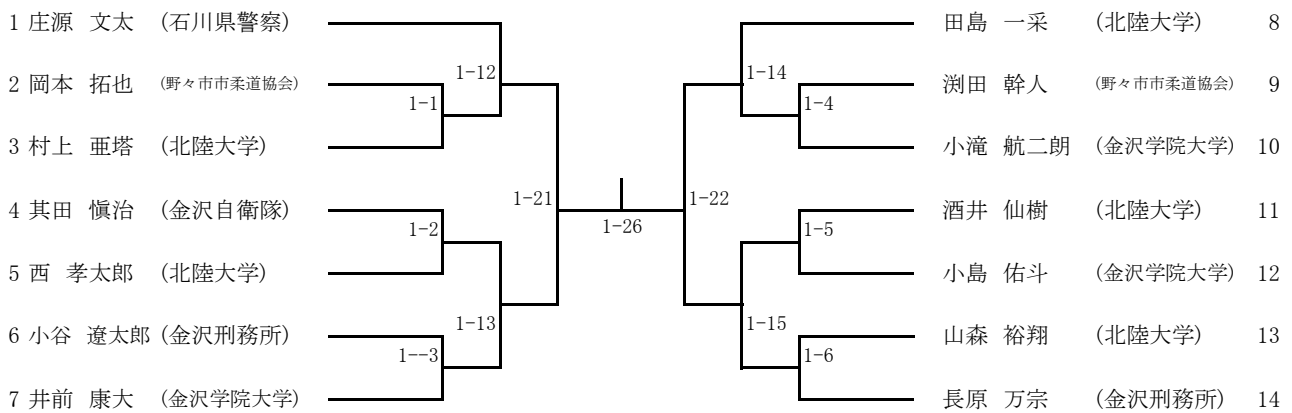 1 庄源 文太 (石川県警察) 田島 一采 (北陸大学) 8
1-12 1-14
2 岡本 拓也 (野々市市柔道協会) 渕田 幹人 (野々市市柔道協会) 9
1-1 1-4
3 村上 亜塔 (北陸大学) 小滝 航二朗 (金沢学院大学) 10
1-21 1-22
4 其田 愼治 (金沢自衛隊) 酒井 仙樹 (北陸大学) 11
1-2 1-26 1-5
5 西 孝太郎 (北陸大学) 小島 佑斗 (金沢学院大学) 12
1-13 1-15
6 小谷 遼太郎 (金沢刑務所) 山森 裕翔 (北陸大学) 13
1--3 1-6
7 井前 康大 (金沢学院大学) 長原 万宗 (金沢刑務所) 14